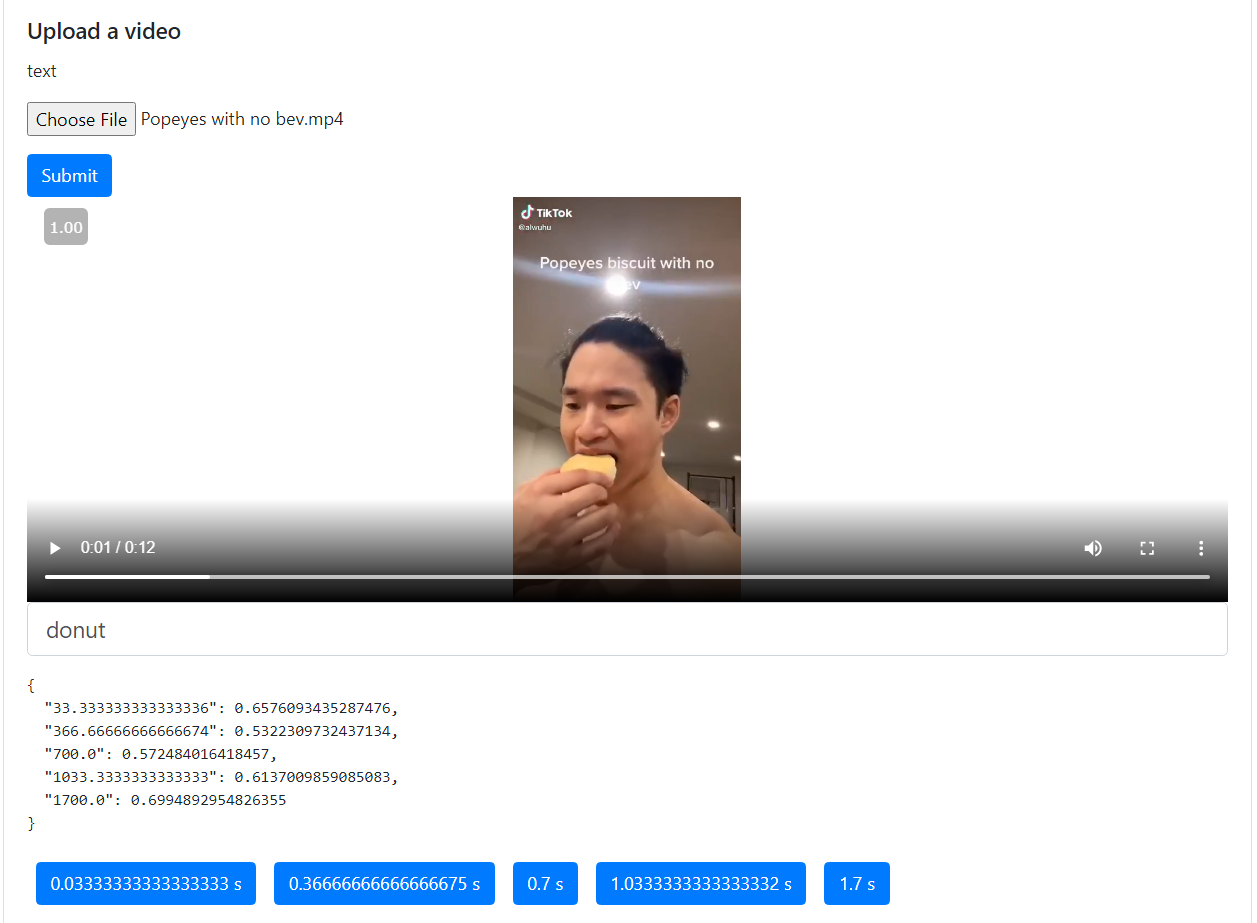 Upload a video
text
Choose File Popeyes with no bev.mp4
Submit
1.00
TikTok
@alwuhu
Popeyes biscuit with no
ev
0:01 / 0:12
donut
{
"33.333333333333336": 0.6576093435287476,
"366.66666666666674": 0.5322309732437134,
"700.0": 0.572484016418457,
"1033.3333333333333": 0.6137009859085083,
"1700.0": 0.6994892954826355
}
0.03333333333333333 s 0.36666666666666675 s 0.7 s 1.0333333333333332 s 1.7 s